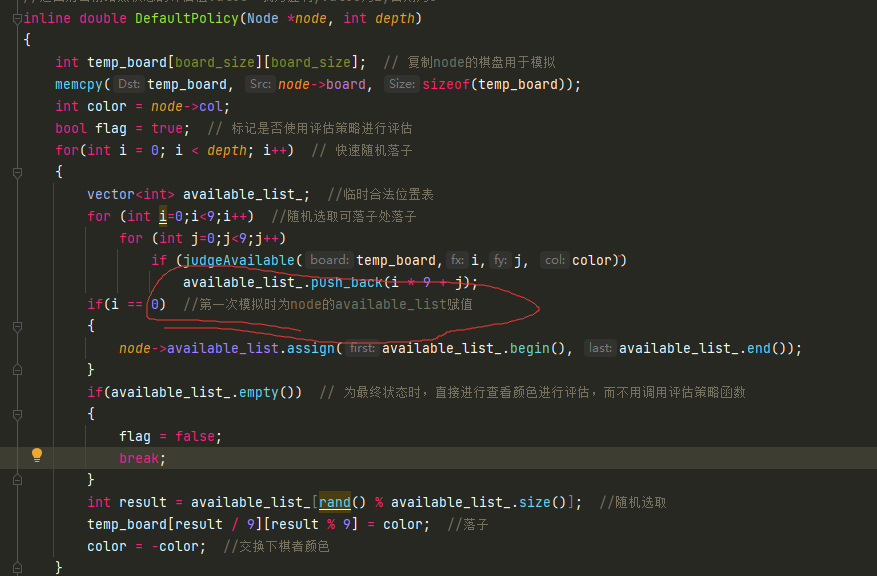 inline double DefaultPolicy(Node *node, int depth)
{
int temp_board[board_size][board_size];  // 复制node的棋盘用于模拟
memcpy( Dst: temp_board,  Src: node->board,  Size: sizeof(temp_board));
int color = node->col;
bool flag = true;  // 标记是否使用评估策略进行评估
for(int i = 0; i < depth; i++)  // 快速随机落子
{
vector<int> available_list_;  //临时合法位置表
for (int i=0;i<9;i++)  //随机选取可落子处落子
for (int j=0;j<9;j++)
if (judgeAvailable( board: temp_board, fx: i, fy: j,  col: color))
available_list_.push_back(i * 9 + j);
if(i == 0)  //第一次模拟时为node的available_list赋值
{
node->available_list.assign( first: available_list_.begin(),  last: available_list_.end());
}
if(available_list_.empty())  // 为最终状态时，直接进行查看颜色进行评估，而不用调用评估策略函数
{
flag = false;
break;
}
int result = available_list_[rand() % available_list_.size()];  //随机选取
temp_board[result / 9][result % 9] = color;  //落子
color = -color;  //交换下棋者颜色
}